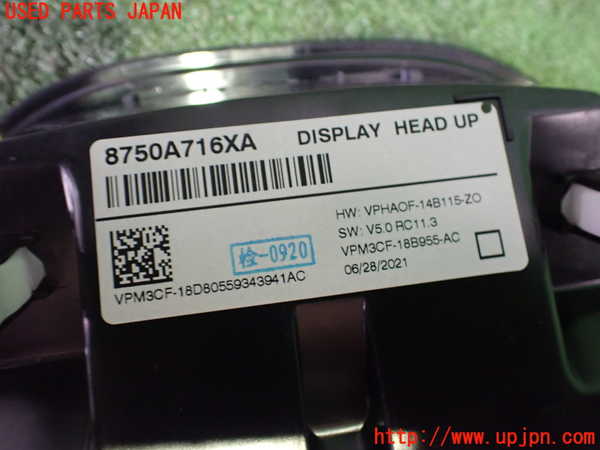 USED PARTS JAPAN
8750A716XA DISPLAY HEAD UP
HW: VPHAOF-14B115-ZO
SW: V5.0 RC11.3
VPM3CF-18B955-AC
検-0920
06/28/2021
VPM3CF-18D80559343941AC
UPJ http://www.upjpn.com